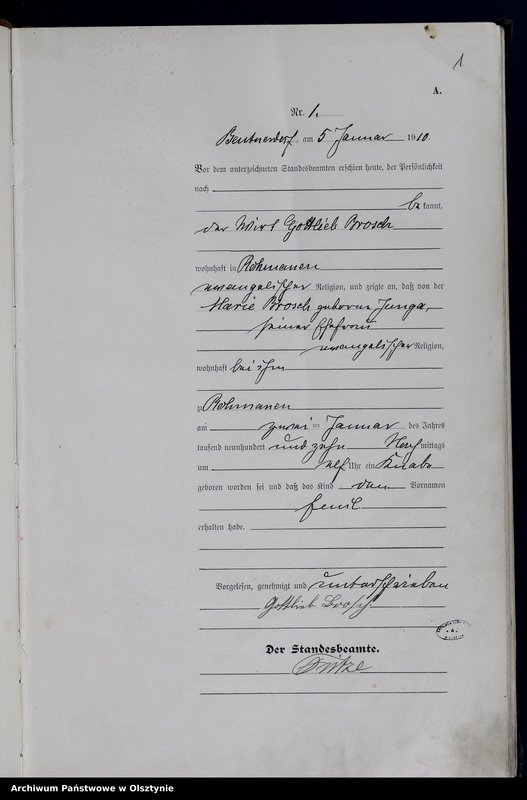 1
A.
Nr. 1.
Beutnerdorf, am 5 Januar 1910.
Vor dem unterzeichneten Standesbeamten erschien heute, der Persönlichkeit
nach
be kannt,
der Wirt Gottlieb Brosch
wohnhaft in Rohmanen
evangelischer Religion, und zeigte an, daß von der
Marie Brosch geborne Junga,
seiner Ehefrau
evangelischer Religion,
wohnhaft bei ihm
zu Rohmanen
am zwei ten Januar des Jahres
tausend neunhundert und zehn Nach mittags
um elf Uhr ein Knabe
geboren worden sei und daß das Kind den Vornamen
Emil
erhalten habe.
Vorgelesen, genehmigt und unterschrieben
Gottlieb Brosch
Der Standesbeamte.
Archiwum Państwowe w Olsztynie